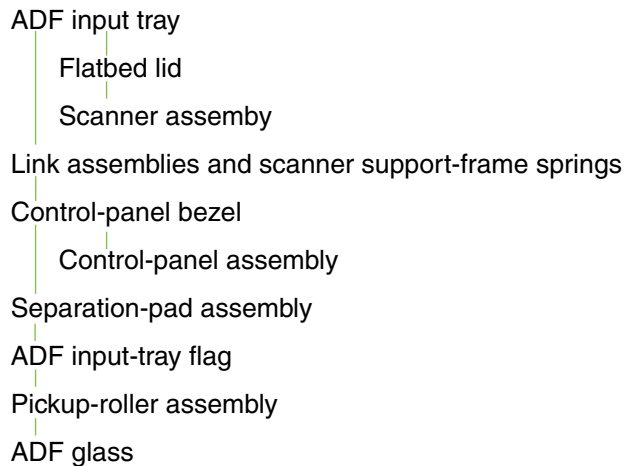 ADF input tray
Flatbed lid
Scanner assemby
Link assemblies and scanner support-frame springs
Control-panel bezel
Control-panel assembly
Separation-pad assembly
ADF input-tray flag
Pickup-roller assembly
ADF glass